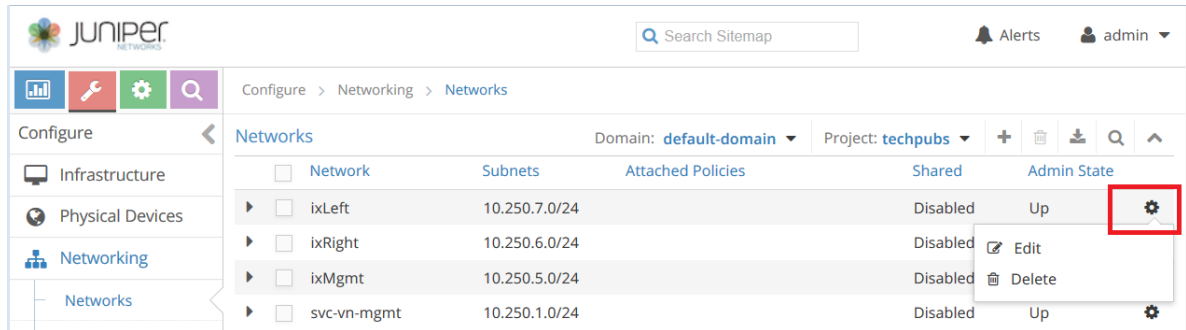 JUNIPER
NETWORKS
Search Sitemap
Alerts
admin
Configure > Networking > Networks
Configure
Networks
Domain: default-domain
Project: techpubs
Infrastructure
Physical Devices
Networking
Networks
Network Subnets Attached Policies Shared Admin State
ixLeft 10.250.7.0/24 Disabled Up
ixRight 10.250.6.0/24 Disabled
ixMgmt 10.250.5.0/24 Disabled
svc-vn-mgmt 10.250.1.0/24 Disabled Up
Edit
Delete